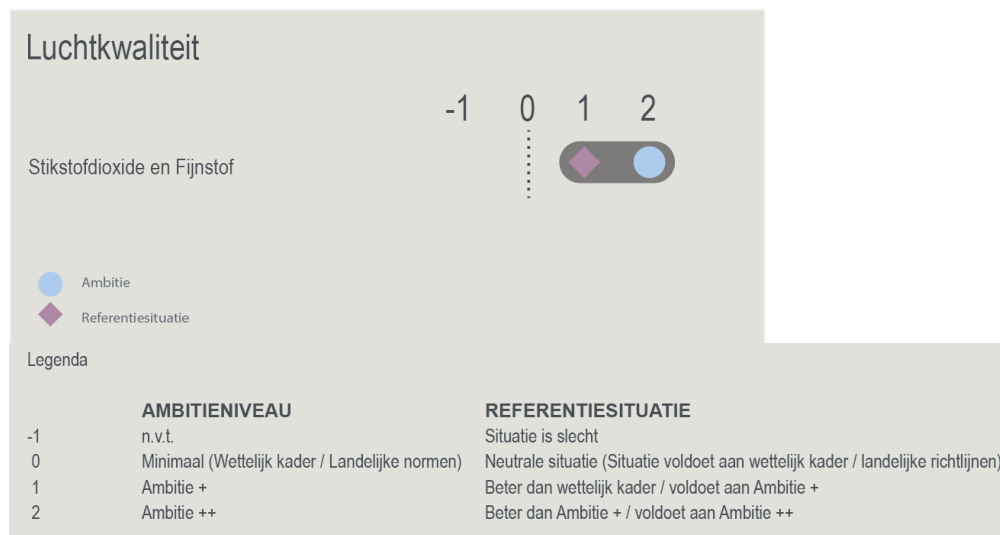 Luchtkwaliteit
-1 0 1 2
Stikstofdioxide en Fijnstof
Ambitie
Referentiesituatie
Legenda
AMBITIENIVEAU REFERENTIESITUATIE
-1 n.v.t. Situatie is slecht
0 Minimaal (Wettelijk kader / Landelijke normen) Neutrale situatie (Situatie voldoet aan wettelijk kader / landelijke richtlijnen)
1 Ambitie + Beter dan wettelijk kader / voldoet aan Ambitie +
2 Ambitie ++ Beter dan Ambitie + / voldoet aan Ambitie ++